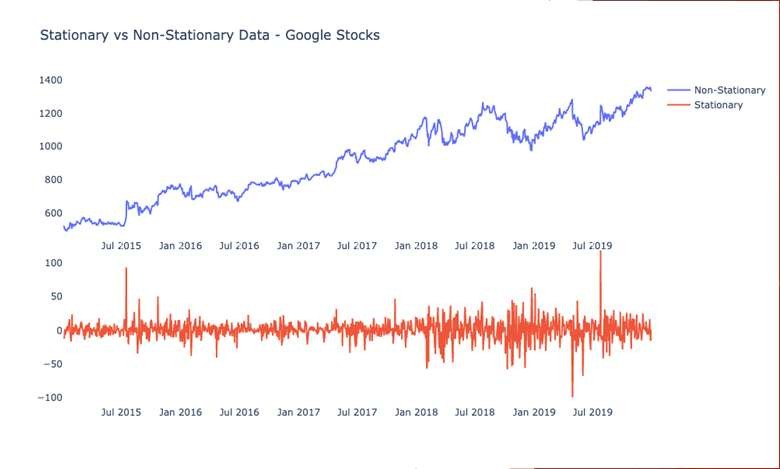 Stationary vs Non-Stationary Data - Google Stocks
Non-Stationary
Stationary
1400
1200
1000
800
600
Jul 2015 Jan 2016 Jul 2016 Jan 2017 Jul 2017 Jan 2018 Jul 2018 Jan 2019 Jul 2019
100
50
0
−50
−100
Jul 2015 Jan 2016 Jul 2016 Jan 2017 Jul 2017 Jan 2018 Jul 2018 Jan 2019 Jul 2019